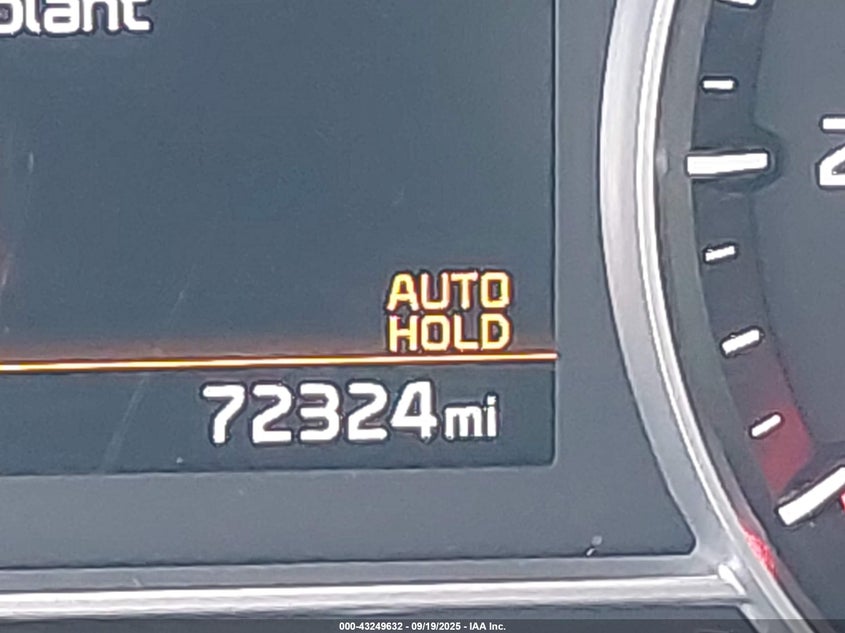 AUTO
HOLD
72324mi
000-43249632 - 09/19/2025 - IAA Inc.